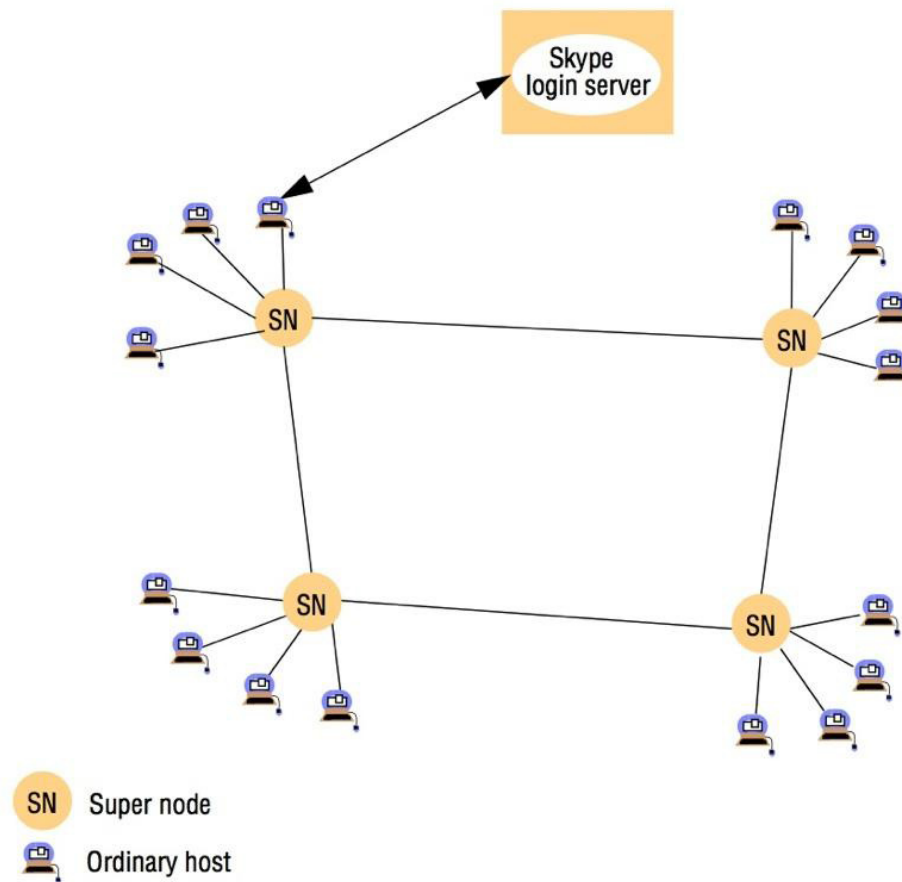 Skype
login server
SN
SN
SN
SN
SN Super node
Ordinary host